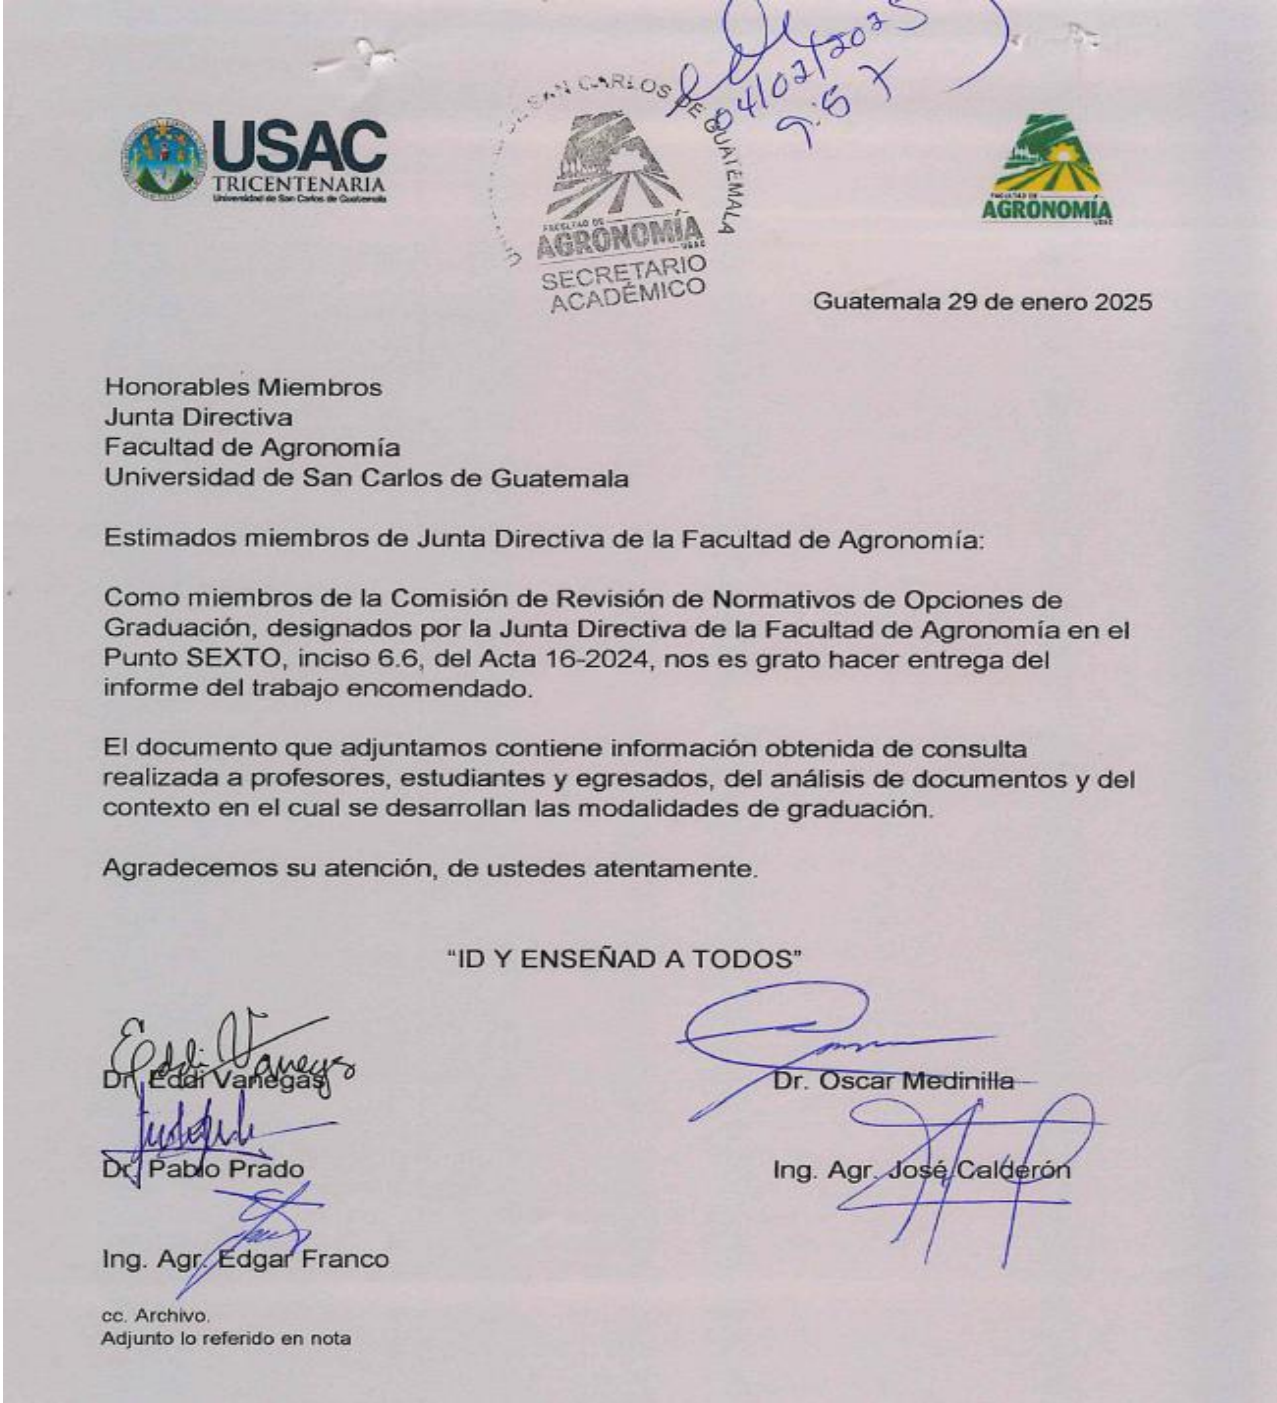 04/02/2025
9:57
USAC
TRICENTENARIA
Universidad de San Carlos de Guatemala
SAN CARLOS DE GUATEMALA
FACULTAD DE
AGRONOMÍA
USAC
SECRETARIO
ACADÉMICO
FACULTAD DE
AGRONOMÍA
USAC
Guatemala 29 de enero 2025
Honorables Miembros
Junta Directiva
Facultad de Agronomía
Universidad de San Carlos de Guatemala
Estimados miembros de Junta Directiva de la Facultad de Agronomía:
Como miembros de la Comisión de Revisión de Normativos de Opciones de
Graduación, designados por la Junta Directiva de la Facultad de Agronomía en el
Punto SEXTO, inciso 6.6, del Acta 16-2024, nos es grato hacer entrega del
informe del trabajo encomendado.
El documento que adjuntamos contiene información obtenida de consulta
realizada a profesores, estudiantes y egresados, del análisis de documentos y del
contexto en el cual se desarrollan las modalidades de graduación.
Agradecemos su atención, de ustedes atentamente.
“ID Y ENSEÑAD A TODOS”
Eddi Vanegas
Dr. Eddi Vanegas
Dr. Oscar Medinilla
Dr. Pablo Prado
Ing. Agr. José Calderón
Ing. Agr. Edgar Franco
cc. Archivo.
Adjunto lo referido en nota